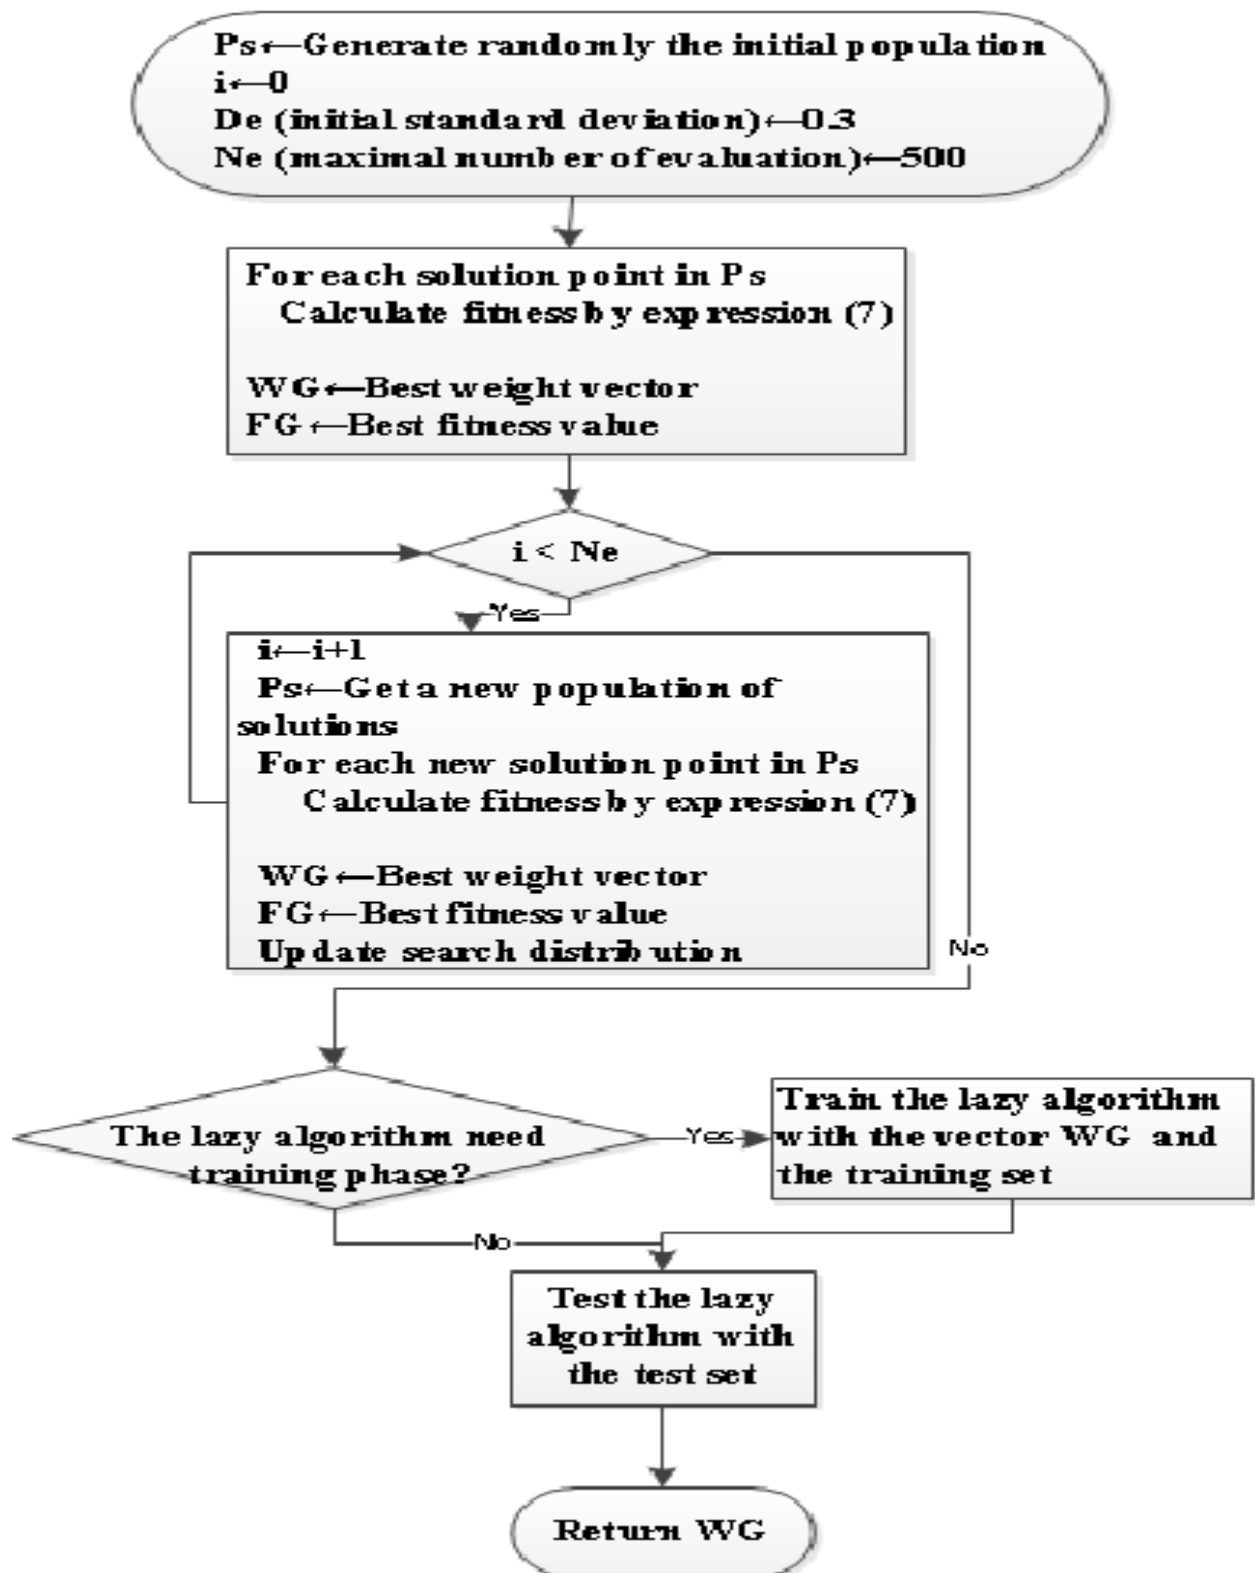 Ps←Generate randomly the initial population
i←0
De (initial standard deviation)←0.3
Ne (maximal number of evaluation)←500
For each solution point in Ps
Calculate fitness by expression (7)
WG←Best weight vector
FG←Best fitness value
i < Ne
Yes
i←i+1
Ps←Get a new population of
solutions
For each new solution point in Ps
Calculate fitness by expression (7)
WG←Best weight vector
FG←Best fitness value
Update search distribution
No
The lazy algorithm need
training phase?
Yes
Train the lazy algorithm
with the vector WG and
the training set
No
Test the lazy
algorithm with
the test set
Return WG